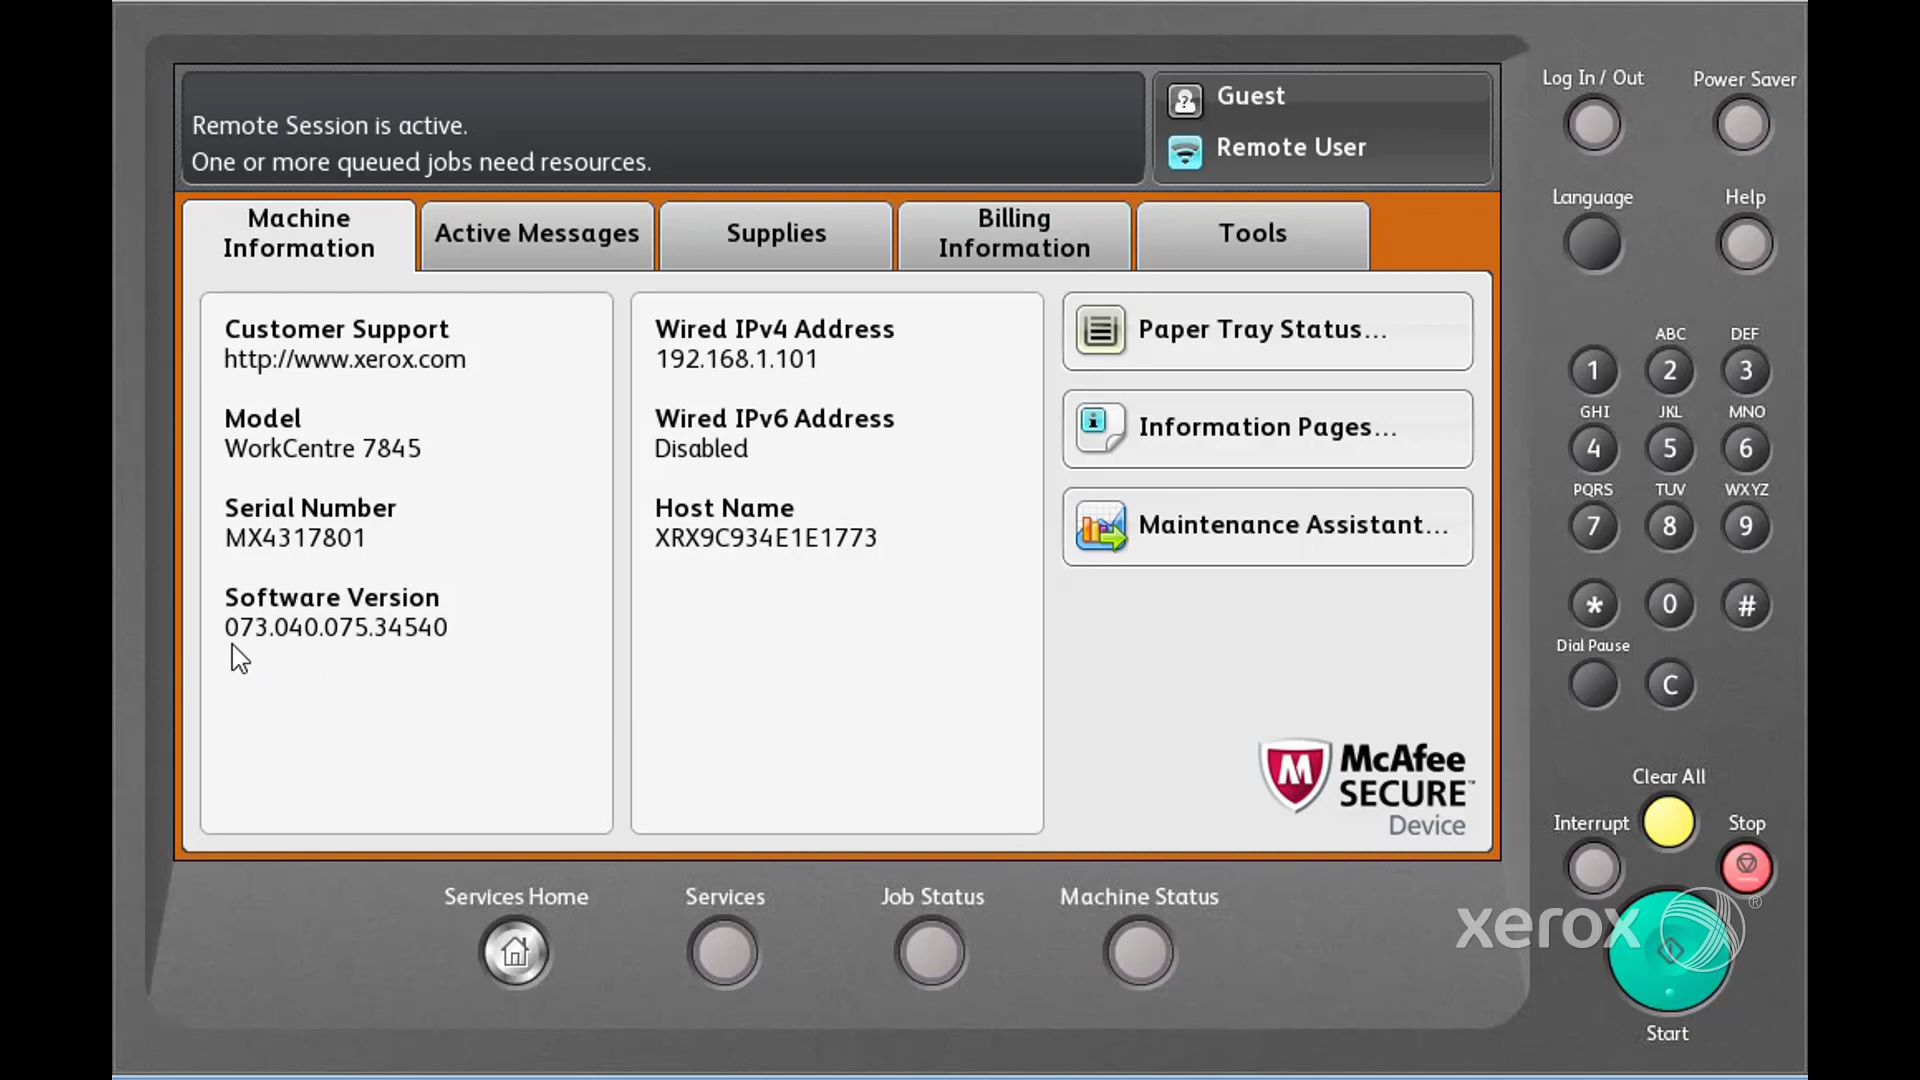 Remote Session is active.
One or more queued jobs need resources.
Guest
Remote User
Machine
Information
Active Messages
Supplies
Billing
Information
Tools
Customer Support
http://www.xerox.com
Model
WorkCentre 7845
Serial Number
MX4317801
Software Version
073.040.075.34540
Wired IPv4 Address
192.168.1.101
Wired IPv6 Address
Disabled
Host Name
XRX9C934E1E1773
Paper Tray Status...
Information Pages...
Maintenance Assistant...
McAfee
SECURE™
Device
Services Home
Services
Job Status
Machine Status
Log In / Out
Power Saver
Language
Help
ABC
DEF
1
2
3
GHI
JKL
MNO
4
5
6
PQRS
TUV
WXYZ
7
8
9
*
0
#
Dial Pause
C
Clear All
Interrupt
Stop
xerox ®
Start